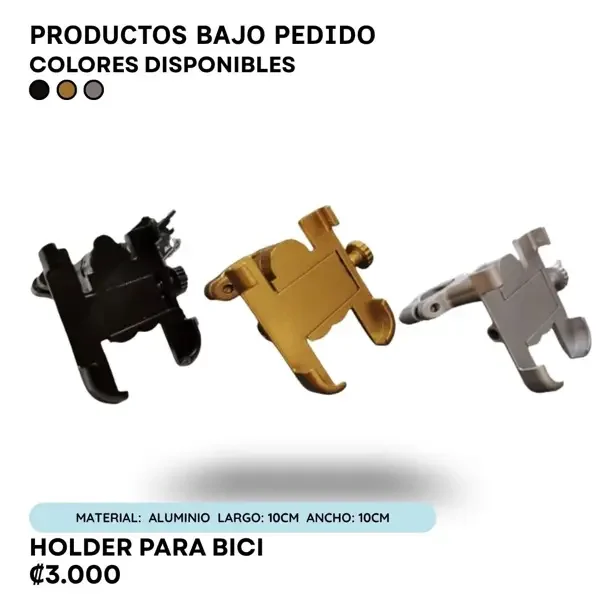 PRODUCTOS BAJO PEDIDO
COLORES DISPONIBLES
MATERIAL: ALUMINIO LARGO: 10CM ANCHO: 10CM
HOLDER PARA BICI
₡3.000